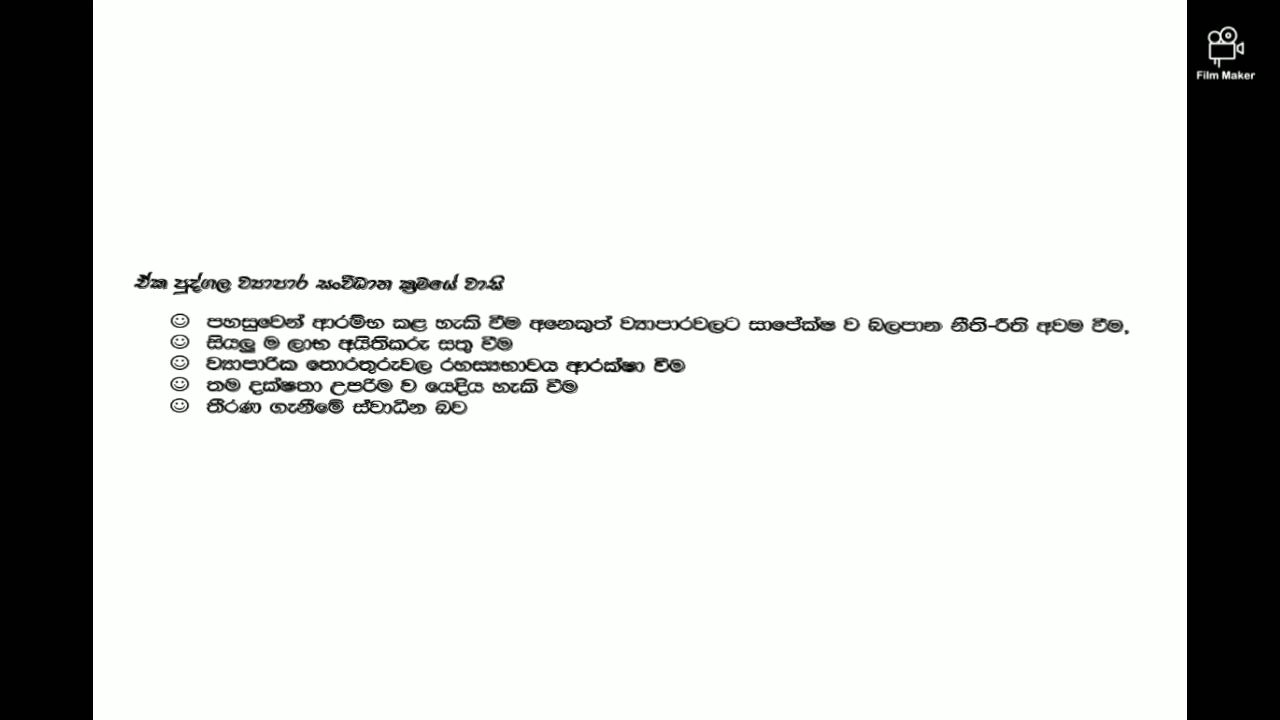 Film Maker
ඒක පුද්ගල ව්‍යාපාර සංවිධාන ක්‍රමයේ වාසි
☺ පහසුවෙන් ආරම්භ කළ හැකි වීම අනෙකුත් ව්‍යාපාරවලට සාපේක්ෂ ව බලපාන නීති-රීති අවම වීම,
☺ සියලු ම ලාභ අයිතිකරු සතු වීම
☺ ව්‍යාපාරික තොරතුරුවල රහස්‍යභාවය ආරක්ෂා වීම
☺ තම දක්ෂතා උපරිම ව යෙදිය හැකි වීම
☺ තීරණ ගැනීමේ ස්වාධීන බව